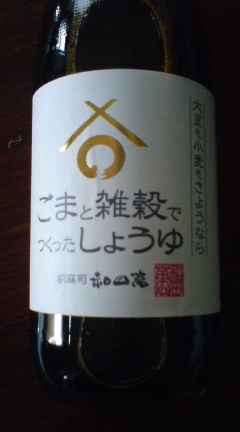 大豆も小麦もさようなら
ごまと雑穀で
つくったしょうゆ
胡麻司 和田萬